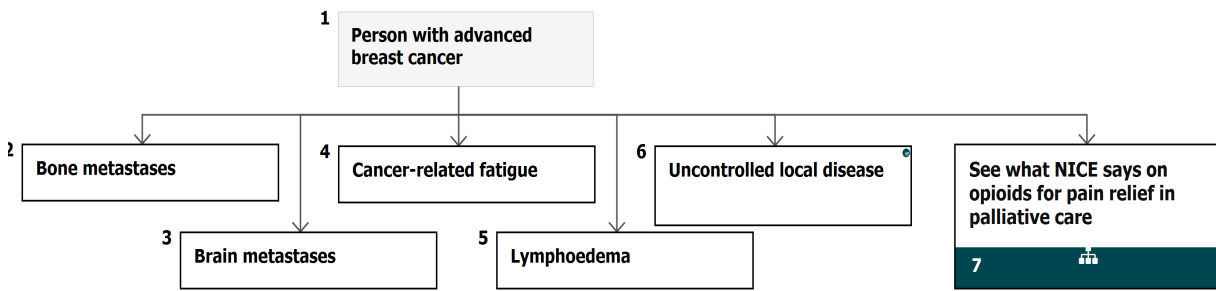 1
Person with advanced
breast cancer
2
Bone metastases
4
Cancer-related fatigue
6
Uncontrolled local disease
See what NICE says on
opioids for pain relief in
palliative care
7
3
Brain metastases
5
Lymphoedema